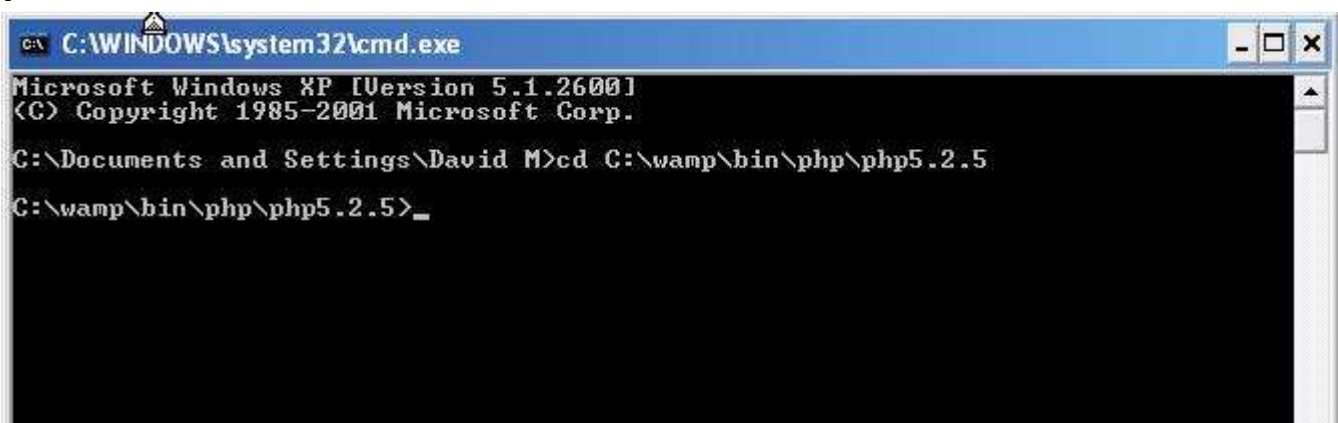 C:\WINDOWS\system32\cmd.exe
Microsoft Windows XP [Version 5.1.2600]
(C) Copyright 1985-2001 Microsoft Corp.
C:\Documents and Settings\David M>cd C:\wamp\bin\php\php5.2.5
C:\wamp\bin\php\php5.2.5>_